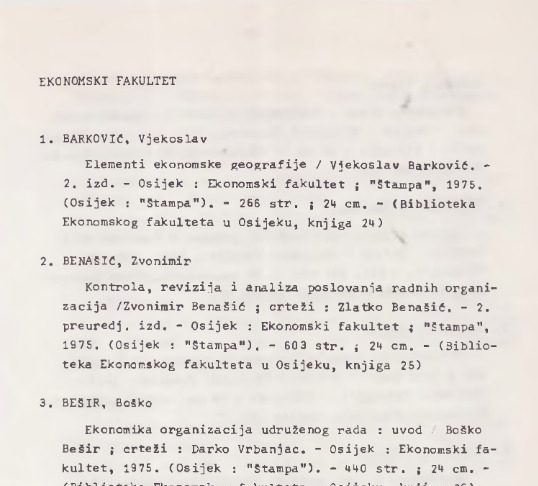 EKONOMSKI FAKULTET
1. BARKOVIĆ, Vjekoslav
Elementi ekonomske geografije / Vjekoslav Barković. -
2. izd. - Osijek : Ekonomski fakultet ; "Štampa", 1975.
(Osijek : "Štampa"). - 266 str. ; 24 cm. - (Biblioteka
Ekonomskog fakulteta u Osijeku, knjiga 24)
2. BENAŠIĆ, Zvonimir
Kontrola, revizija i analiza poslovanja radnih organi-
zacija /Zvonimir Benašić ; crteži : Zlatko Benašić. - 2.
preuredj. izd. - Osijek : Ekonomski fakultet ; "Štampa",
1975. (Osijek : "Štampa"). - 603 str. ; 24 cm. - (Biblio-
teka Ekonomskog fakulteta u Osijeku, knjiga 25)
3. BEŠIR, Boško
Ekonomika organizacija udruženog rada : uvod / Boško
Bešir ; crteži : Darko Vrbanjac. - Osijek : Ekonomski fa-
kultet, 1975. (Osijek : "Štampa"). - 440 str. ; 24 cm. -